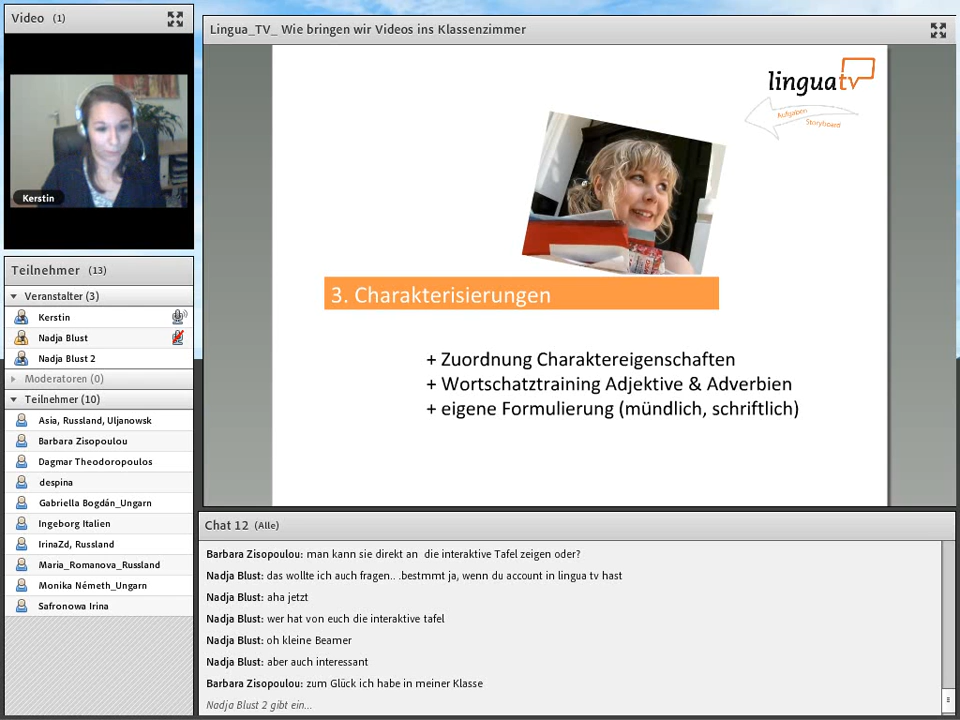 Video (1)
Kerstin
Teilnehmer (13)
Veranstalter (3)
Kerstin
Nadja Blust
Nadja Blust 2
Moderatoren (0)
Teilnehmer (10)
Asia, Russland, Uljanowsk
Barbara Zisopoulou
Dagmar Theodoropoulos
despina
Gabriella Bogdán_Ungarn
Ingeborg Italien
IrinaZd, Russland
Maria_Romanova_Russland
Monika Németh_Ungarn
Safronowa Irina
Lingua_TV_ Wie bringen wir Videos ins Klassenzimmer
linguatv
Aufgaben
Storyboard
3. Charakterisierungen
+ Zuordnung Charaktereigenschaften
+ Wortschatztraining Adjektive & Adverbien
+ eigene Formulierung (mündlich, schriftlich)
Chat 12 (Alle)
Barbara Zisopoulou: man kann sie direkt an die interaktive Tafel zeigen oder?
Nadja Blust: das wollte ich auch fragen.. .bestmmt ja, wenn du account in lingua tv hast
Nadja Blust: aha jetzt
Nadja Blust: wer hat von euch die interaktive tafel
Nadja Blust: oh kleine Beamer
Nadja Blust: aber auch interessant
Barbara Zisopoulou: zum Glück ich habe in meiner Klasse
Nadja Blust 2 gibt ein...